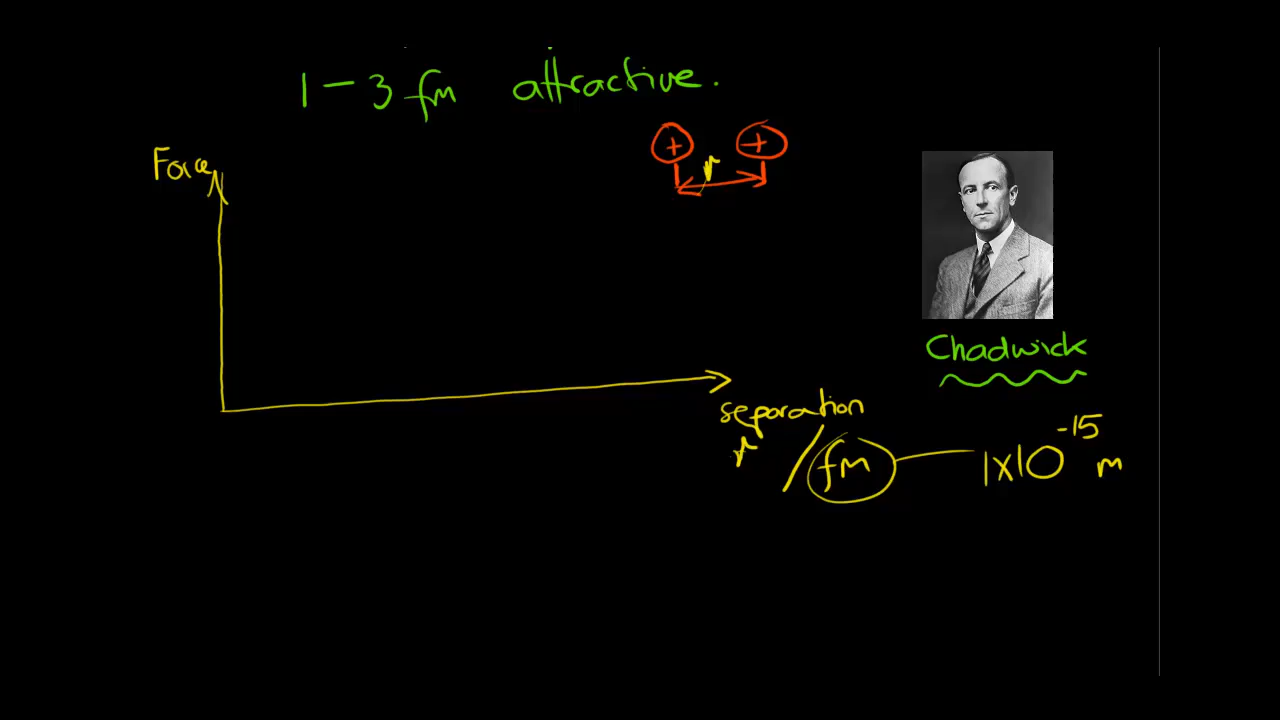 1 - 3 fm attractive.
Force
+ +
r
Chadwick
separation
r / fm 1x10^-15 m